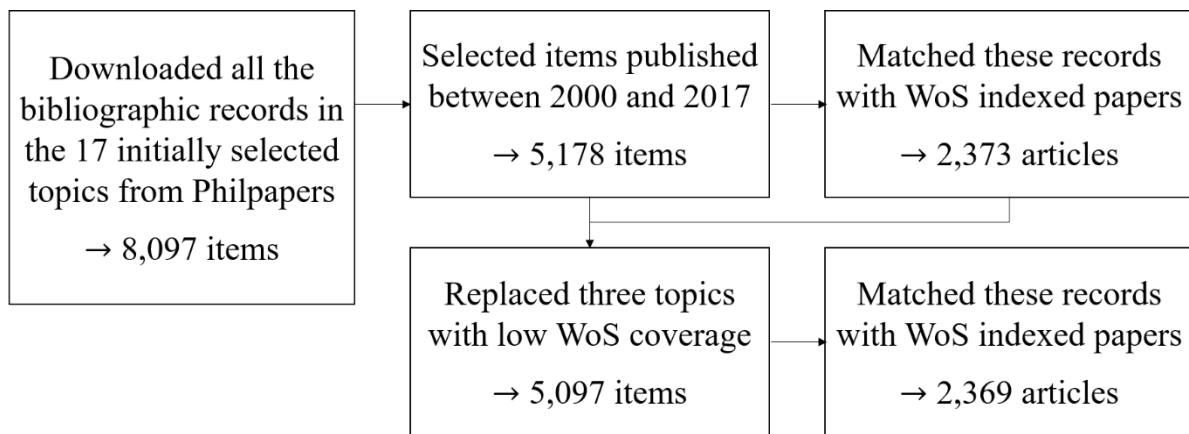 Downloaded all the
bibliographic records in
the 17 initially selected
topics from Philpapers
→ 8,097 items
Selected items published
between 2000 and 2017
→ 5,178 items
Matched these records
with WoS indexed papers
→ 2,373 articles
Replaced three topics
with low WoS coverage
→ 5,097 items
Matched these records
with WoS indexed papers
→ 2,369 articles